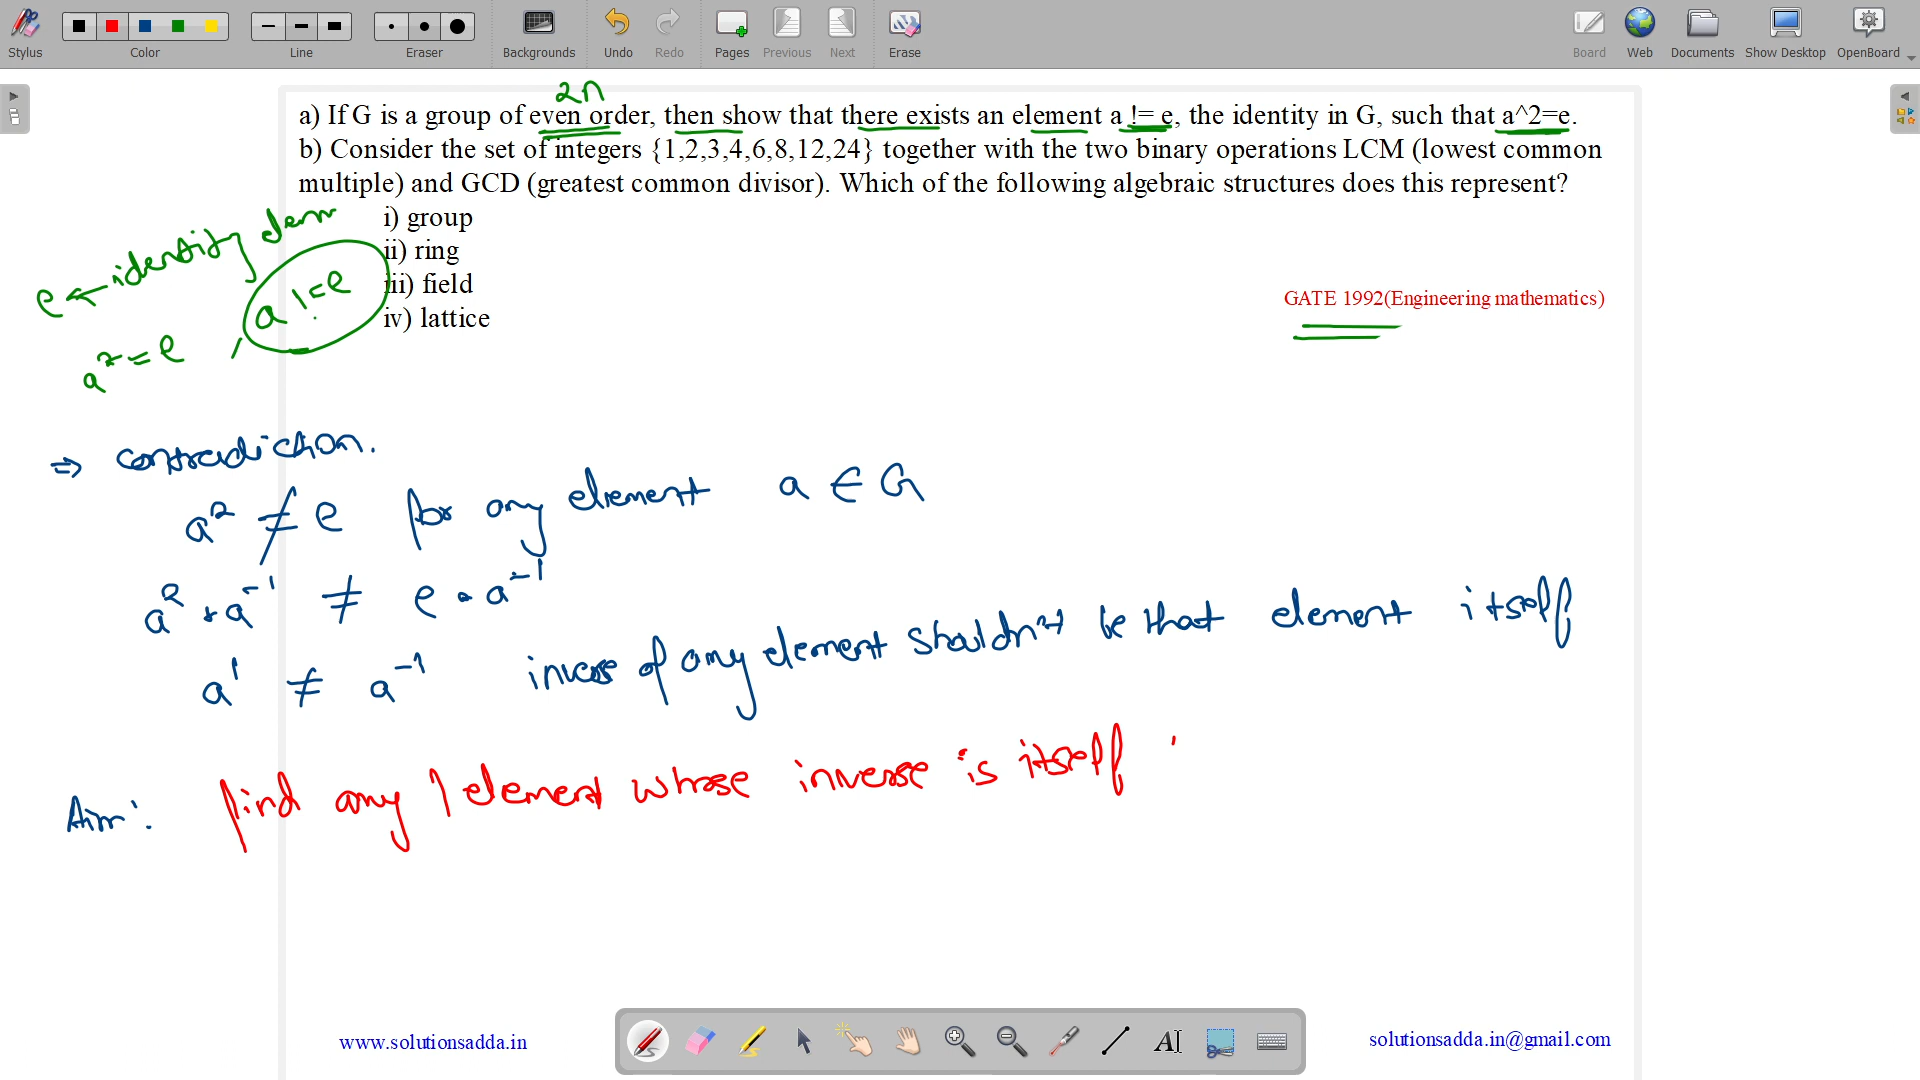 Stylus Color Line Eraser Backgrounds Undo Redo Pages Previous Next Erase Board Web Documents Show Desktop OpenBoard
2n
a) If G is a group of even order, then show that there exists an element a != e, the identity in G, such that a^2=e.
b) Consider the set of integers {1,2,3,4,6,8,12,24} together with the two binary operations LCM (lowest common
multiple) and GCD (greatest common divisor). Which of the following algebraic structures does this represent?
i) group
ii) ring
iii) field
iv) lattice
GATE 1992(Engineering mathematics)
e ← identity
a != e
a² = e
⇒ contradiction.
a² ≠ e for any element a ∈ G
a² * a⁻¹ ≠ e * a⁻¹
a¹ ≠ a⁻¹ inverse of any element shouldn't be that element itself
Aim: find any 1 element whose inverse is itself
www.solutionsadda.in
solutionsadda.in@gmail.com